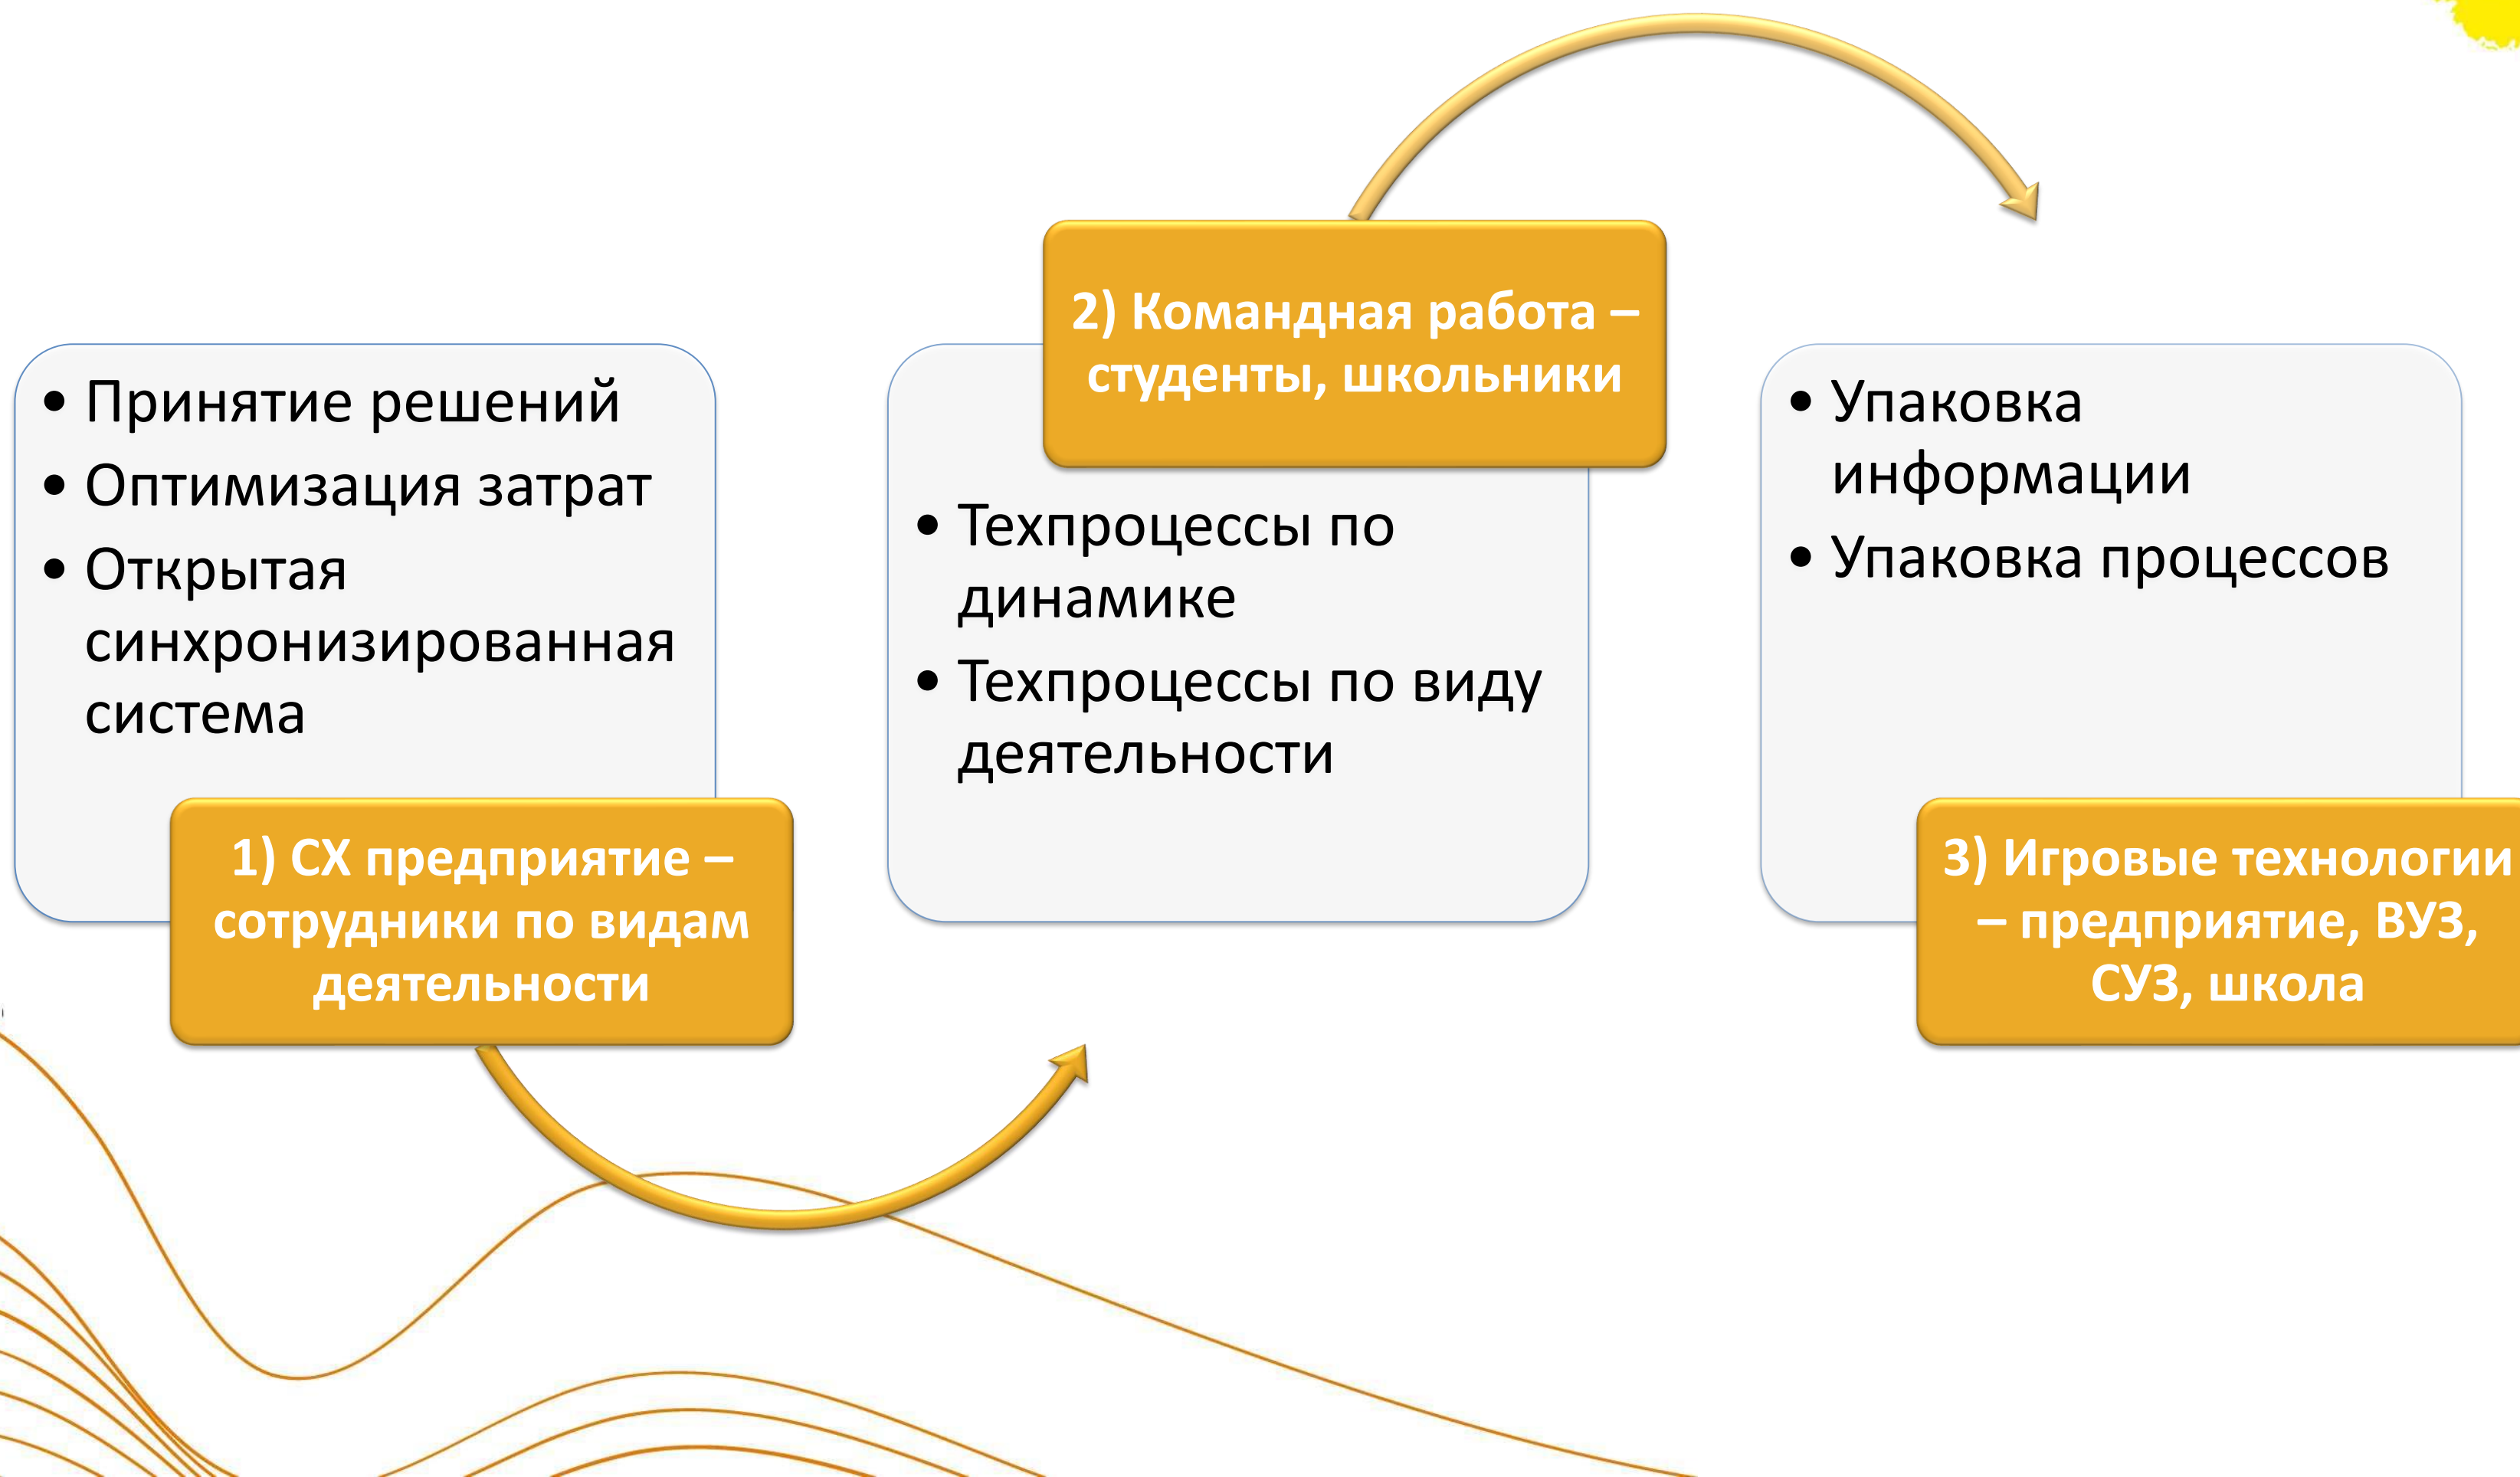 • Принятие решений
• Оптимизация затрат
• Открытая
синхронизированная
система
1) СХ предприятие –
сотрудники по видам
деятельности
2) Командная работа –
студенты, школьники
• Техпроцессы по
динамике
• Техпроцессы по виду
деятельности
• Упаковка
информации
• Упаковка процессов
3) Игровые технологии
– предприятие, ВУЗ,
СУЗ, школа